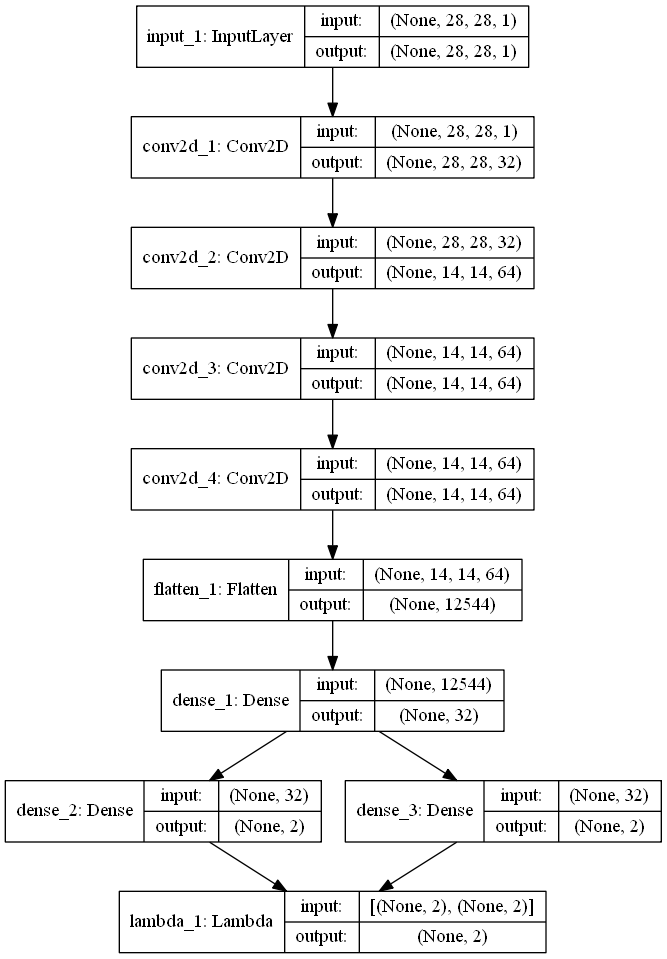 input_1: InputLayer
input: (None, 28, 28, 1)
output: (None, 28, 28, 1)
conv2d_1: Conv2D
input: (None, 28, 28, 1)
output: (None, 28, 28, 32)
conv2d_2: Conv2D
input: (None, 28, 28, 32)
output: (None, 14, 14, 64)
conv2d_3: Conv2D
input: (None, 14, 14, 64)
output: (None, 14, 14, 64)
conv2d_4: Conv2D
input: (None, 14, 14, 64)
output: (None, 14, 14, 64)
flatten_1: Flatten
input: (None, 14, 14, 64)
output: (None, 12544)
dense_1: Dense
input: (None, 12544)
output: (None, 32)
dense_2: Dense
input: (None, 32)
output: (None, 2)
dense_3: Dense
input: (None, 32)
output: (None, 2)
lambda_1: Lambda
input: [(None, 2), (None, 2)]
output: (None, 2)